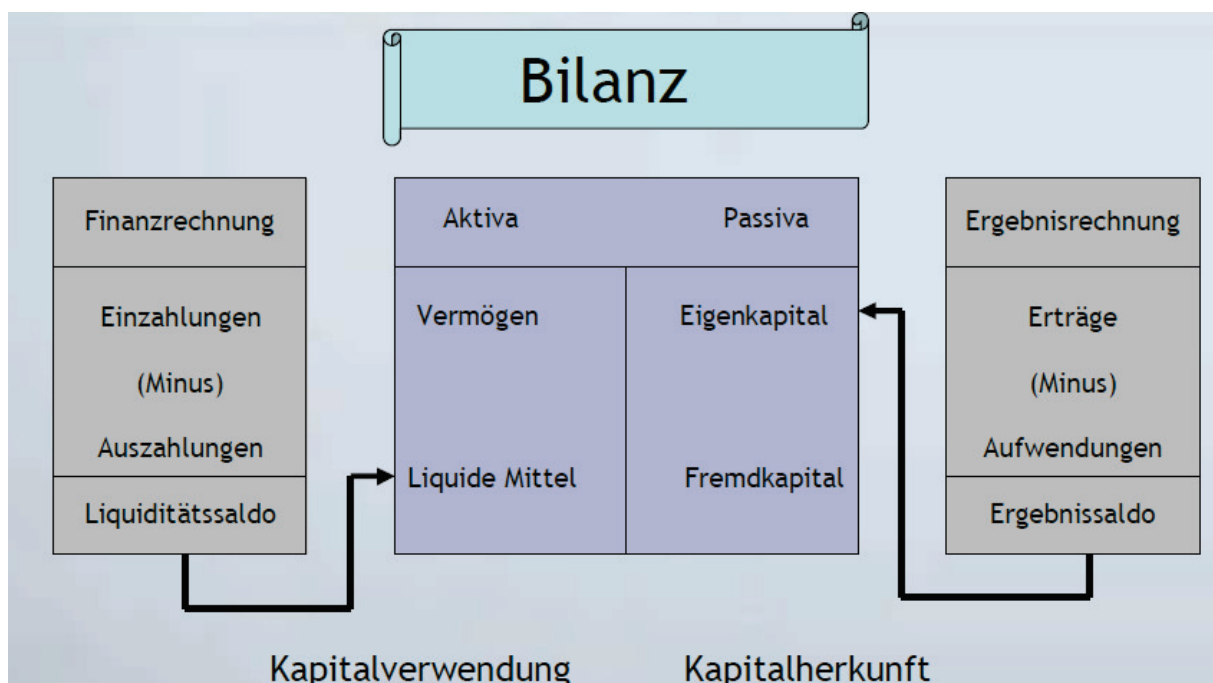 Bilanz
Finanzrechnung
Einzahlungen
(Minus)
Auszahlungen
Liquiditätssaldo
Aktiva Passiva
Vermögen Eigenkapital
Liquide Mittel Fremdkapital
Ergebnisrechnung
Erträge
(Minus)
Aufwendungen
Ergebnissaldo
Kapitalverwendung Kapitalherkunft